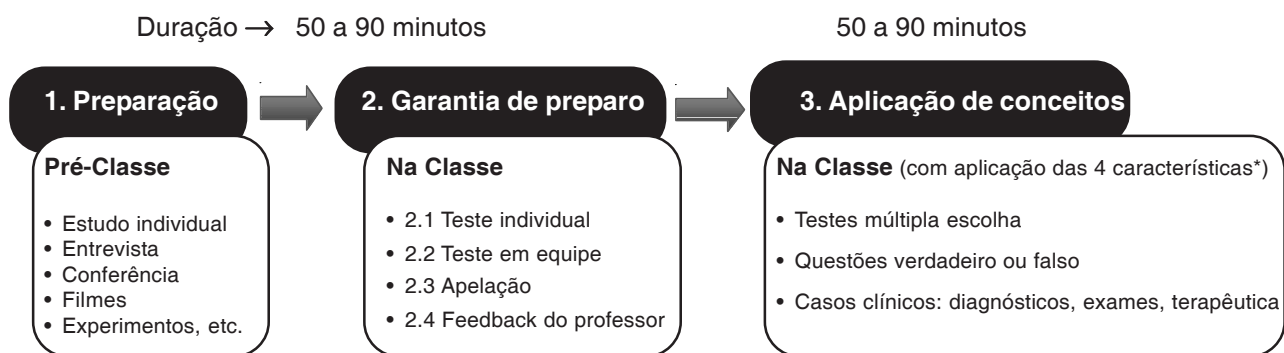 Duração → 50 a 90 minutos
50 a 90 minutos
1. Preparação
Pré-Classe
• Estudo individual
• Entrevista
• Conferência
• Filmes
• Experimentos, etc.
2. Garantia de preparo
Na Classe
• 2.1 Teste individual
• 2.2 Teste em equipe
• 2.3 Apelação
• 2.4 Feedback do professor
3. Aplicação de conceitos
Na Classe (com aplicação das 4 características*)
• Testes múltipla escolha
• Questões verdadeiro ou falso
• Casos clínicos: diagnósticos, exames, terapêutica